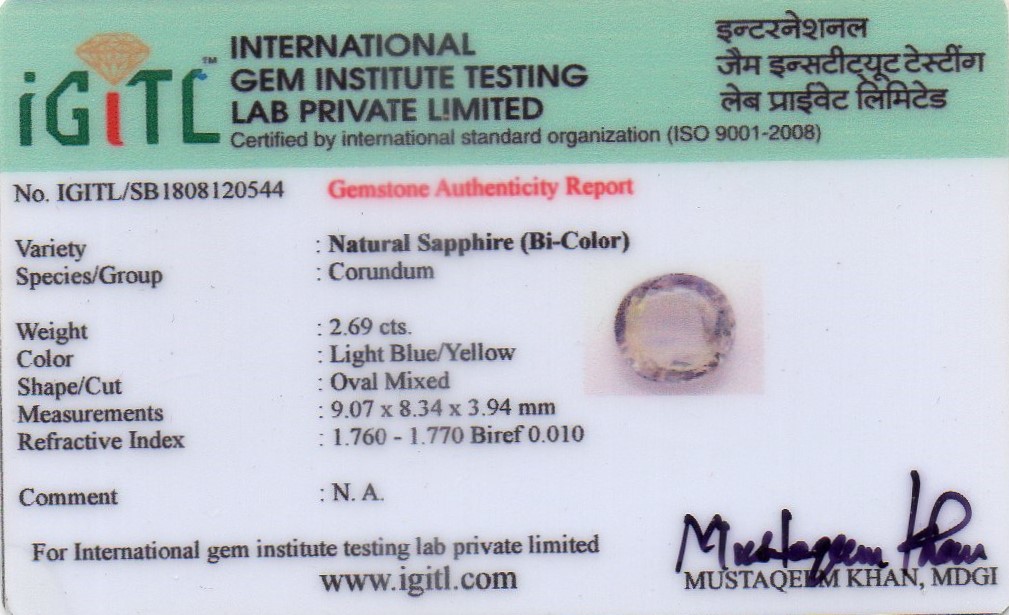 iGiTL™
INTERNATIONAL
GEM INSTITUTE TESTING
LAB PRIVATE LIMITED
Certified by international standard organization (ISO 9001-2008)
इन्टरनेशनल
जैम इन्सटीट्यूट टेस्टींग
लेब प्राईवेट लिमिटेड
No. IGITL/SB1808120544 Gemstone Authenticity Report
Variety : Natural Sapphire (Bi-Color)
Species/Group : Corundum
Weight : 2.69 cts.
Color : Light Blue/Yellow
Shape/Cut : Oval Mixed
Measurements : 9.07 x 8.34 x 3.94 mm
Refractive Index : 1.760 - 1.770 Biref 0.010
Comment : N. A.
For International gem institute testing lab private limited
www.igitl.com
Mustaqeem Khan
MUSTAQEEM KHAN, MDGI